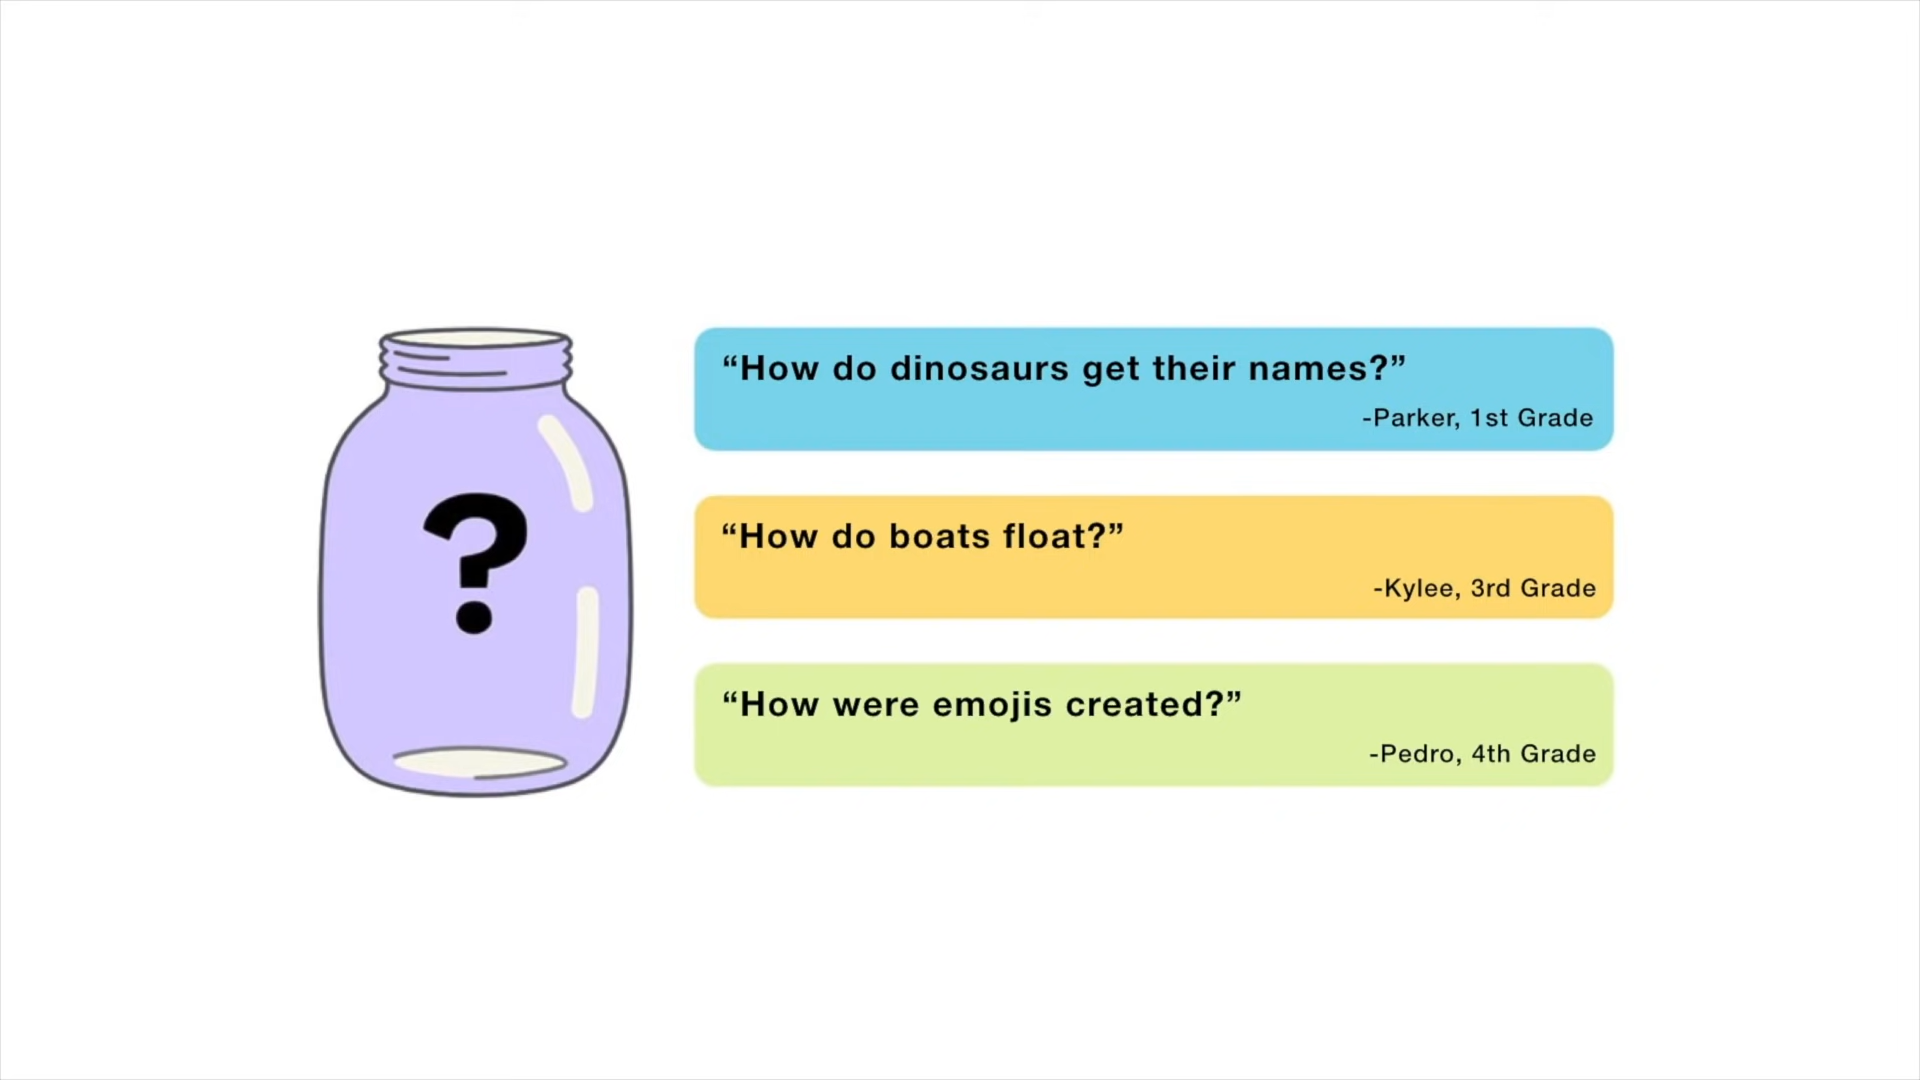 ?
“How do dinosaurs get their names?”
-Parker, 1st Grade
“How do boats float?”
-Kylee, 3rd Grade
“How were emojis created?”
-Pedro, 4th Grade